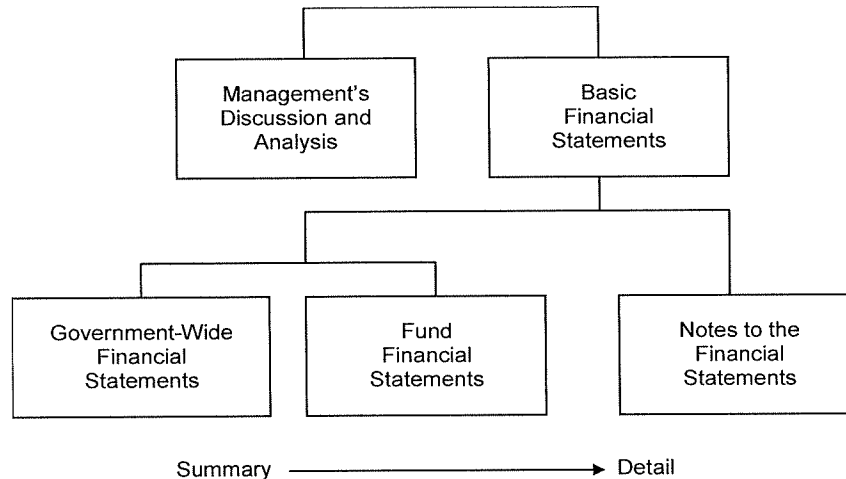 Management's
Discussion and
Analysis
Basic
Financial
Statements
Government-Wide
Financial
Statements
Fund
Financial
Statements
Notes to the
Financial
Statements
Summary
Detail